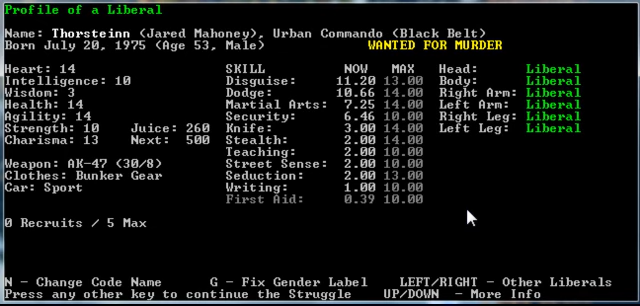 Profile of a Liberal
Name: Thorsteinn (Jared Mahoney), Urban Commando (Black Belt)
Born July 20, 1975 (Age 53, Male) WANTED FOR MURDER
Heart: 14 SKILL NOW MAX Head: Liberal
Intelligence: 10 Disguise: 11.20 13.00 Body: Liberal
Wisdom: 3 Dodge: 10.66 14.00 Right Arm: Liberal
Health: 14 Martial Arts: 7.25 14.00 Left Arm: Liberal
Agility: 14 Security: 6.46 10.00 Right Leg: Liberal
Strength: 10 Juice: 260 Knife: 3.00 14.00 Left Leg: Liberal
Charisma: 13 Next: 500 Stealth: 2.00 14.00
Teaching: 2.00 10.00
Weapon: AK-47 (30/8) Street Sense: 2.00 10.00
Clothes: Bunker Gear Seduction: 2.00 13.00
Car: Sport Writing: 1.00 10.00
First Aid: 0.39 10.00
0 Recruits / 5 Max
N - Change Code Name G - Fix Gender Label LEFT/RIGHT - Other Liberals
Press any other key to continue the Struggle UP/DOWN - More Info